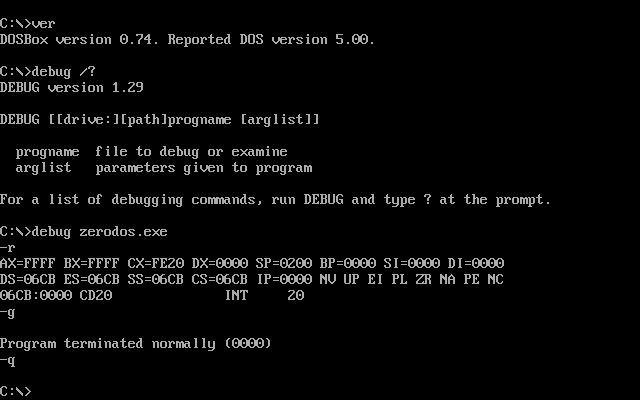 C:\>ver
DOSBox version 0.74. Reported DOS version 5.00.
C:\>debug /?
DEBUG version 1.29
DEBUG [[drive:][path]progname [arglist]]
progname  file to debug or examine
arglist   parameters given to program
For a list of debugging commands, run DEBUG and type ? at the prompt.
C:\>debug zerodos.exe
-r
AX=FFFF BX=FFFF CX=FE20 DX=0000 SP=0200 BP=0000 SI=0000 DI=0000
DS=06CB ES=06CB SS=06CB CS=06CB IP=0000 NV UP EI PL ZR NA PE NC
06CB:0000 CD20              INT     20
-g
Program terminated normally (0000)
-q
C:\>